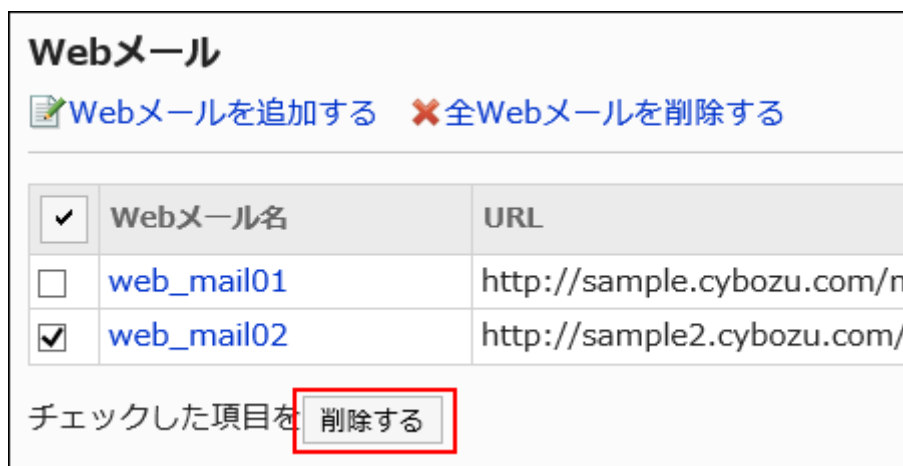 Webメール
Webメールを追加する 全Webメールを削除する
Webメール名 URL
web_mail01 http://sample.cybozu.com/
web_mail02 http://sample2.cybozu.com/
チェックした項目を 削除する